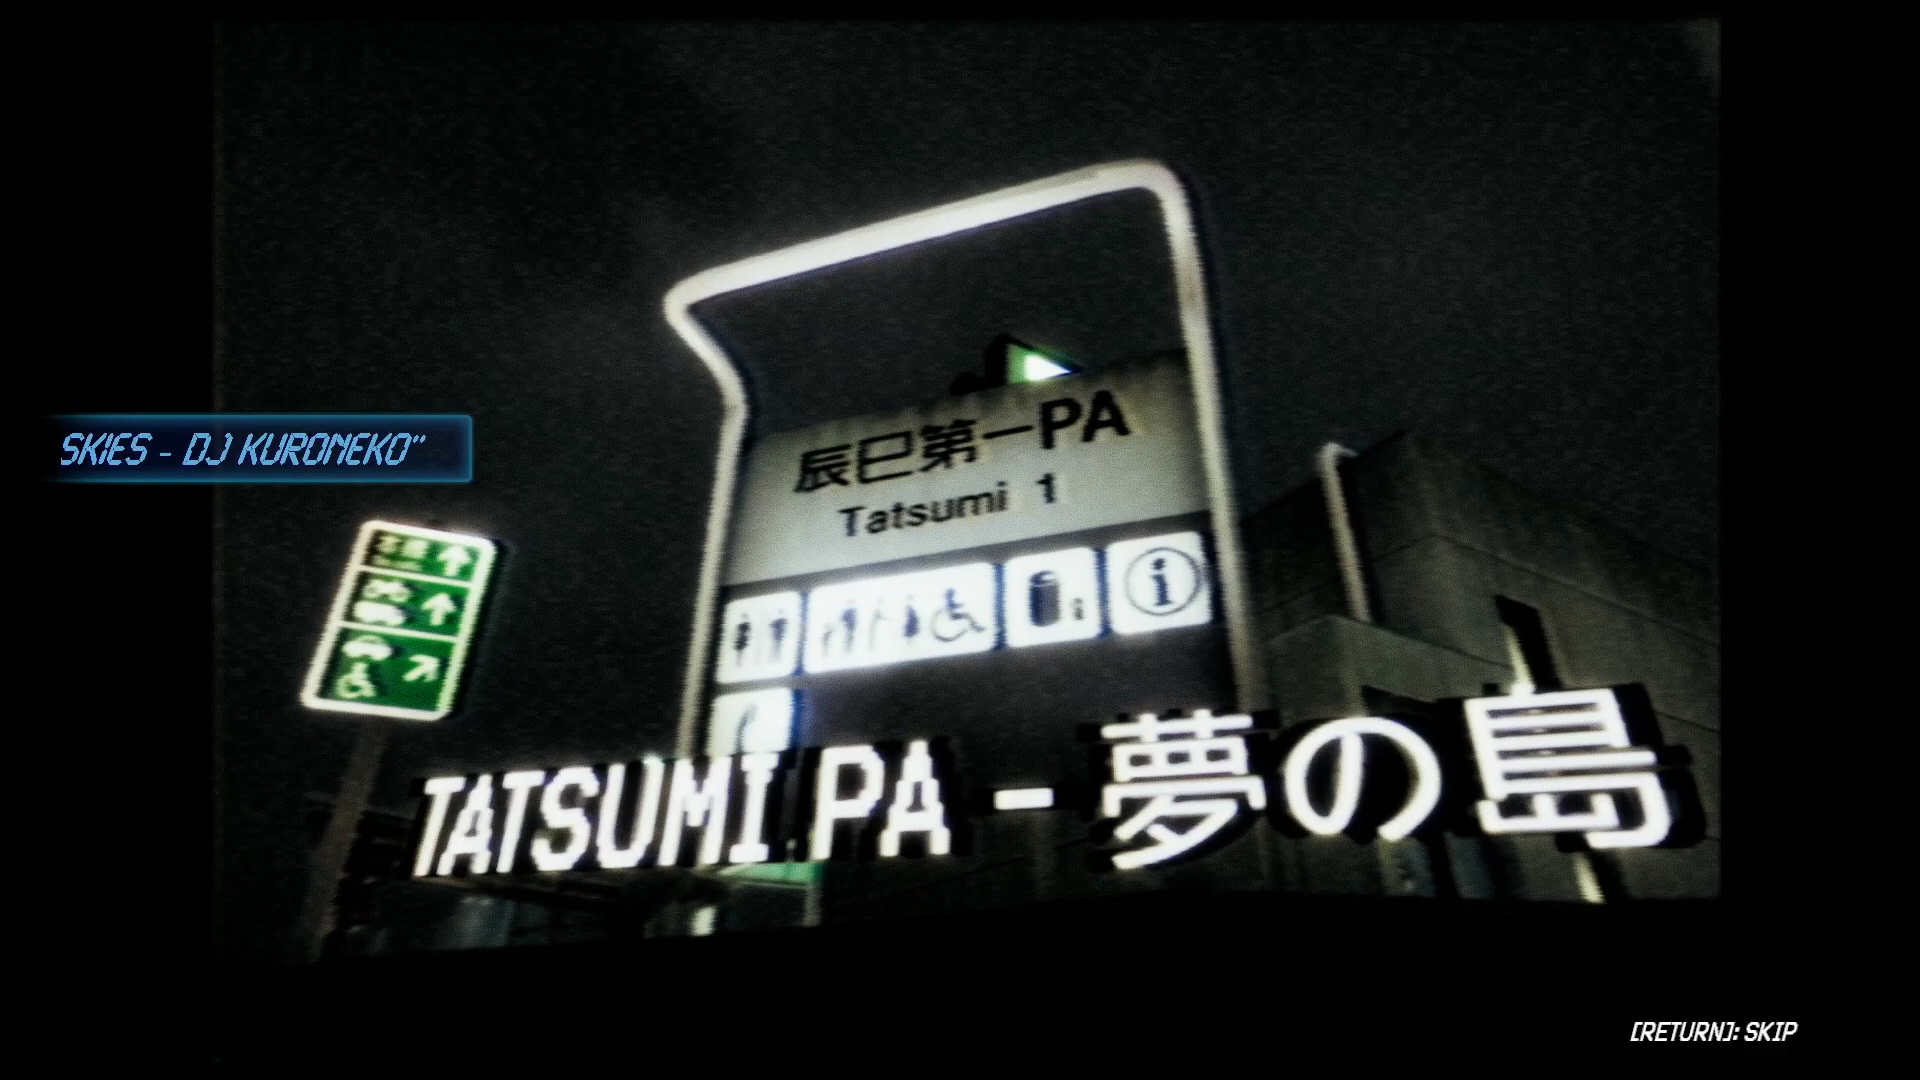 SKIES - DJ KURONEKO"
辰巳第一PA
Tatsumi 1
TATSUMI PA - 夢の島
[RETURN]: SKIP